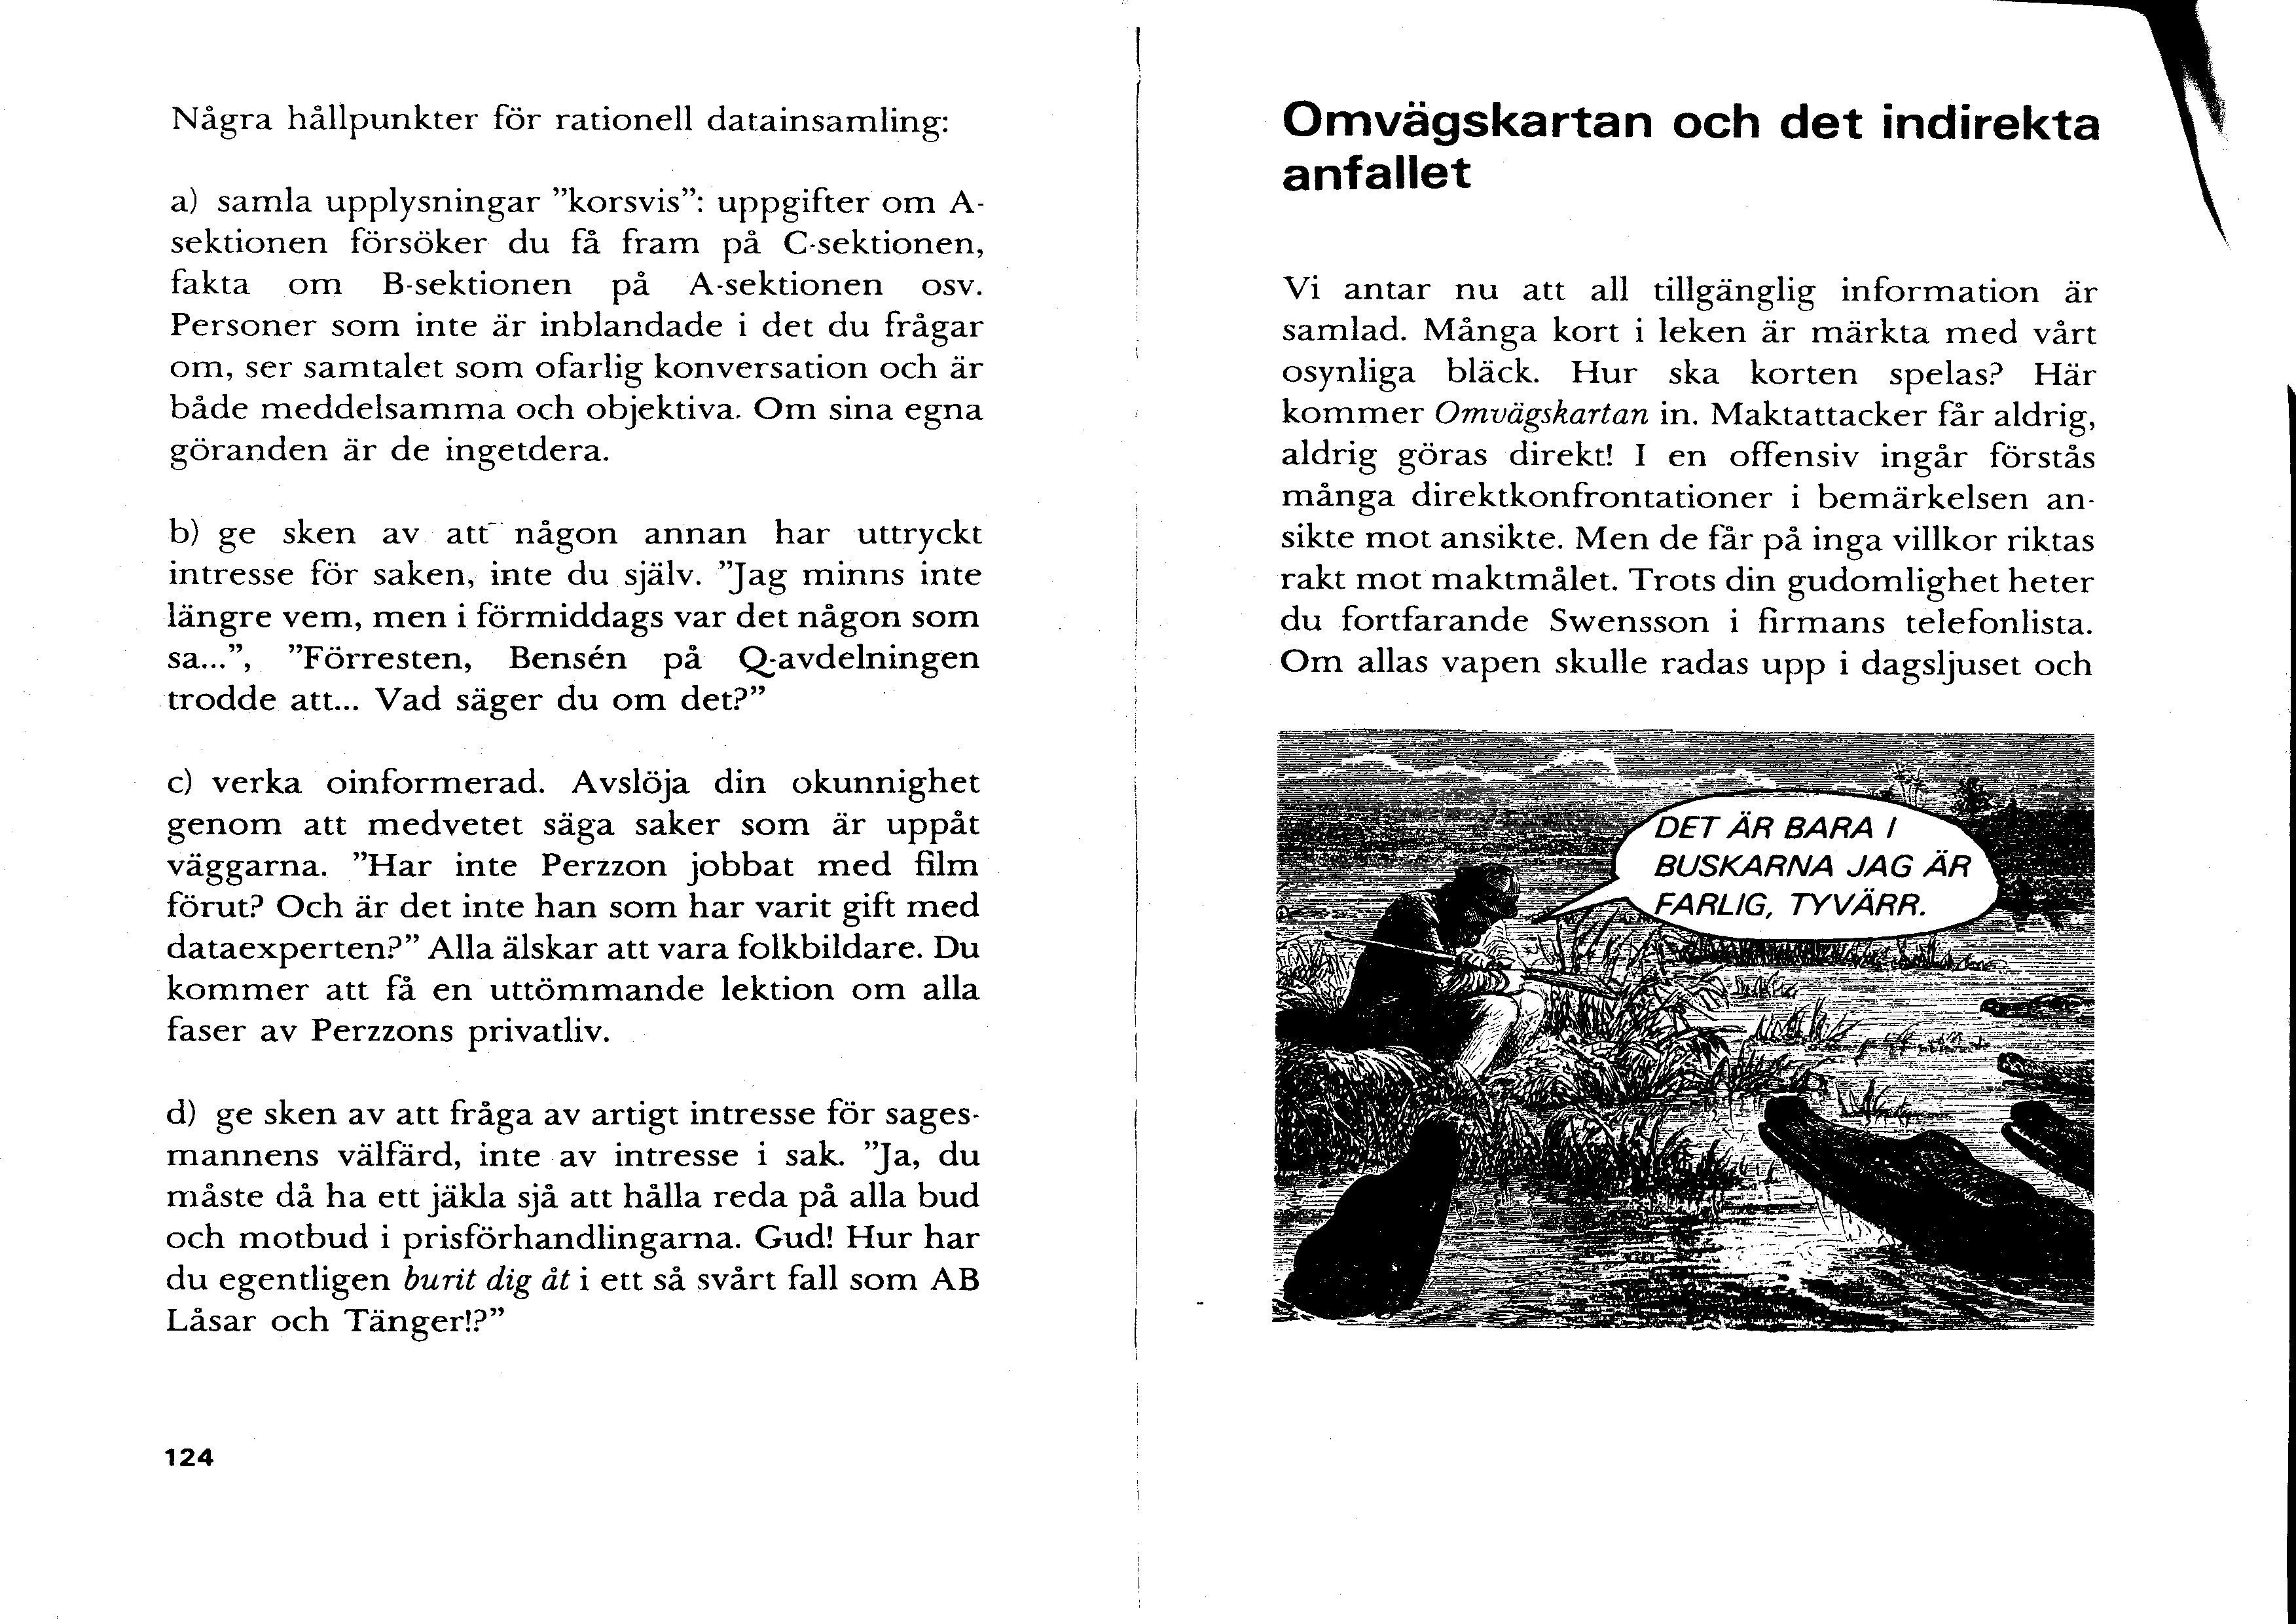 Några hållpunkter för rationell datainsamling:
a) samla upplysningar ”korsvis”: uppgifter om A-
sektionen försöker du få fram på C-sektionen,
fakta om B-sektionen på A-sektionen osv.
Personer som inte är inblandade i det du frågar
om, ser samtalet som ofarlig konversation och är
både meddelsamma och objektiva. Om sina egna
göranden är de ingetdera.
b) ge sken av att någon annan har uttryckt
intresse för saken, inte du själv. ”Jag minns inte
längre vem, men i förmiddags var det någon som
sa...”, ”Förresten, Bensén på Q-avdelningen
trodde att... Vad säger du om det?”
c) verka oinformerad. Avslöja din okunnighet
genom att medvetet säga saker som är uppåt
väggarna. ”Har inte Perzzon jobbat med film
förut? Och är det inte han som har varit gift med
dataexperten?” Alla älskar att vara folkbildare. Du
kommer att få en uttömmande lektion om alla
faser av Perzzons privatliv.
d) ge sken av att fråga av artigt intresse för sages-
mannens välfärd, inte av intresse i sak. ”Ja, du
måste då ha ett jäkla sjå att hålla reda på alla bud
och motbud i prisförhandlingarna. Gud! Hur har
du egentligen burit dig åt i ett så svårt fall som AB
Låsar och Tänger!?”
124
Omvägskartan och det indirekta
anfallet
Vi antar nu att all tillgänglig information är
samlad. Många kort i leken är märkta med vårt
osynliga bläck. Hur ska korten spelas? Här
kommer Omvägskartan in. Maktattacker får aldrig,
aldrig göras direkt! I en offensiv ingår förstås
många direktkonfrontationer i bemärkelsen an-
sikte mot ansikte. Men de får på inga villkor riktas
rakt mot maktmålet. Trots din gudomlighet heter
du fortfarande Swensson i firmans telefonlista.
Om allas vapen skulle radas upp i dagsljuset och
DET ÄR BARA I
BUSKARNA JAG ÄR
FARLIG, TYVÄRR.